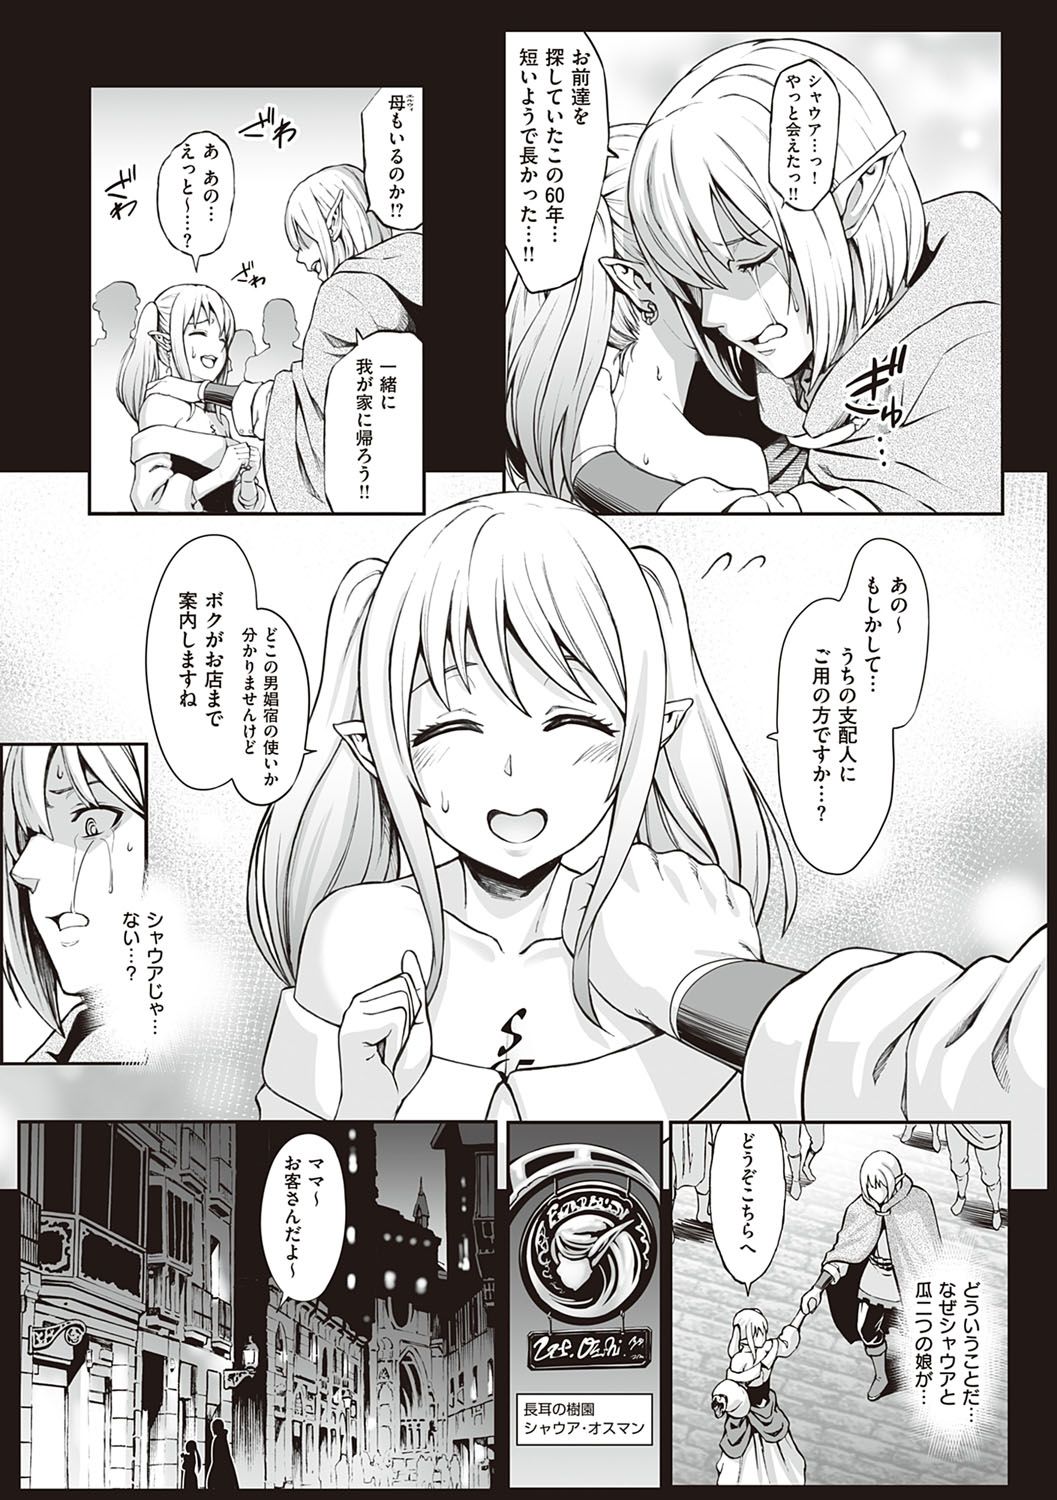 シャウア…っ!
やっと会えたっ!!
お前達を
探していたこの60年…
短いようで長かった…!!
ぎ
ゅ
…
母もいるのか!?
ざわ
ざわ
ざわ
あ あの…
えっと〜……?
一緒に
我が家に帰ろう!!
あの〜
もしかして…
うちの支配人に
ご用の方ですか…?
どこの男娼宿の使いか
分かりませんけど
ボクがお店まで
案内しますね
シャウアじゃ…
ない…?
どうぞこちらへ
どういうことだ…
なぜシャウアと
瓜二つの娘が…
長耳の樹園
シャウア・オスマン
ママ〜
お客さんだよ〜